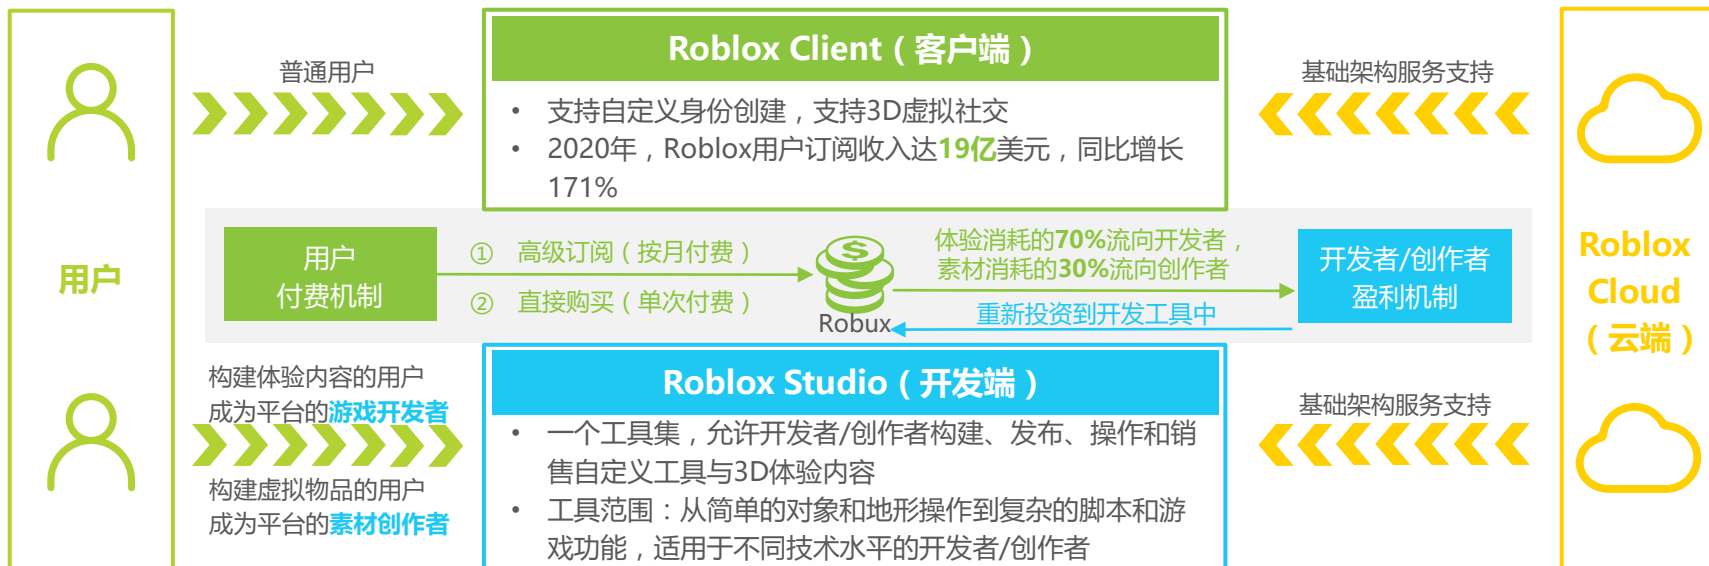 Roblox Client（客户端）
普通用户
基础架构服务支持
• 支持自定义身份创建，支持3D虚拟社交
• 2020年，Roblox用户订阅收入达19亿美元，同比增长
171%
用户
用户
付费机制
① 高级订阅（按月付费）
② 直接购买（单次付费）
Robux
体验消耗的70%流向开发者，
素材消耗的30%流向创作者
重新投资到开发工具中
开发者/创作者
盈利机制
Roblox
Cloud
（云端）
构建体验内容的用户
成为平台的游戏开发者
构建虚拟物品的用户
成为平台的素材创作者
Roblox Studio（开发端）
• 一个工具集，允许开发者/创作者构建、发布、操作和销
售自定义工具与3D体验内容
• 工具范围：从简单的对象和地形操作到复杂的脚本和游
戏功能，适用于不同技术水平的开发者/创作者
基础架构服务支持